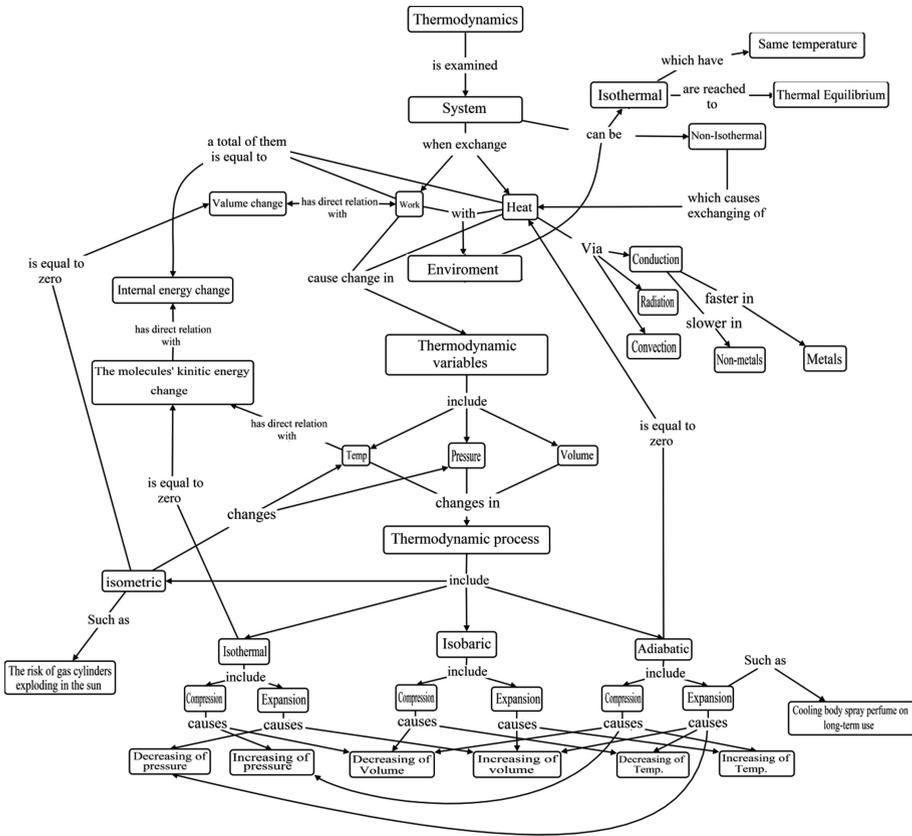 Thermodynamics
is examined
System
when exchange
Same temperature
which have
Isothermal
are reached
to
Thermal Equilibrium
can be
Non-Isothermal
which causes
exchanging of
a total of them
is equal to
Valume change
has direct relation
with
Work
with
Heat
Enviroment
Via
Conduction
Radiation
Convection
faster in
slower in
Non-metals
Metals
is equal to
zero
Internal energy change
cause change in
has direct relation
with
The molecules' kinitic energy
change
Thermodynamic
variables
include
has direct relation
with
Temp
Pressure
Volume
is equal to
zero
is equal to
zero
changes
changes in
Thermodynamic process
isometric
include
Such as
The risk of gas cylinders
exploding in the sun
Isothermal
Isobaric
Adiabatic
include
include
include
Such as
Compression
Expansion
Compression
Expansion
Compression
Expansion
Cooling body spray perfume on
long-term use
causes
causes
causes
causes
causes
causes
Decreasing of
pressure
Increasing of
pressure
Decreasing of
Volume
Increasing of
volume
Decreasing of
Temp.
Increasing of
Temp.